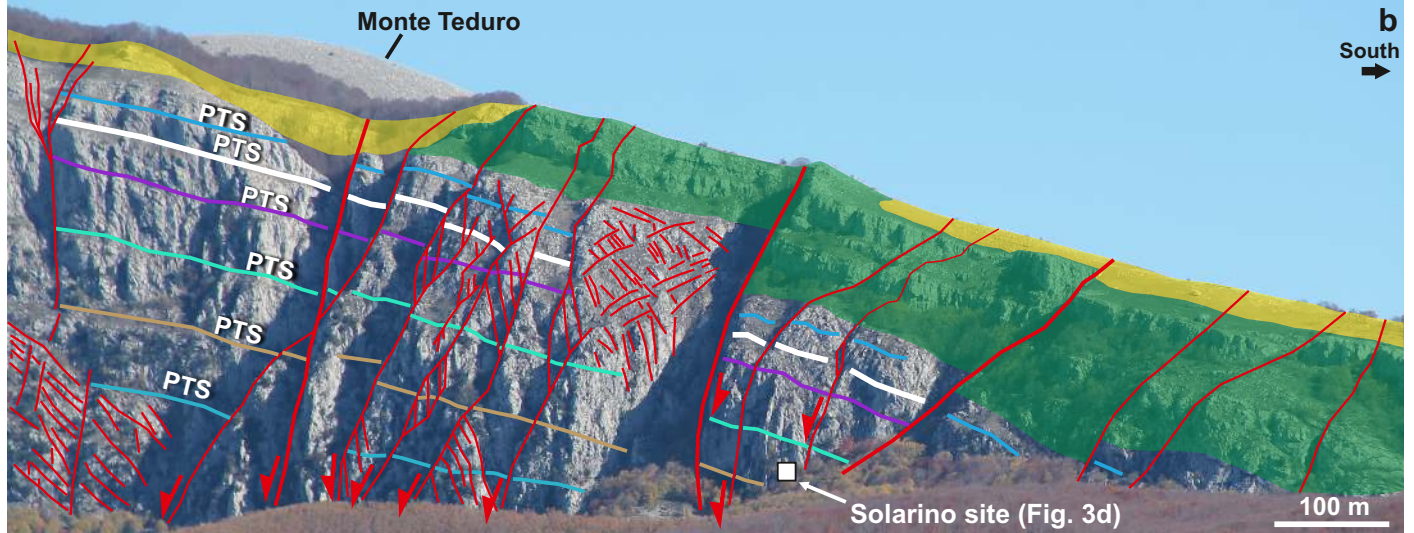 Monte Teduro
b
South
PTS
PTS
PTS
PTS
PTS
PTS
Solarino site (Fig. 3d)
100 m